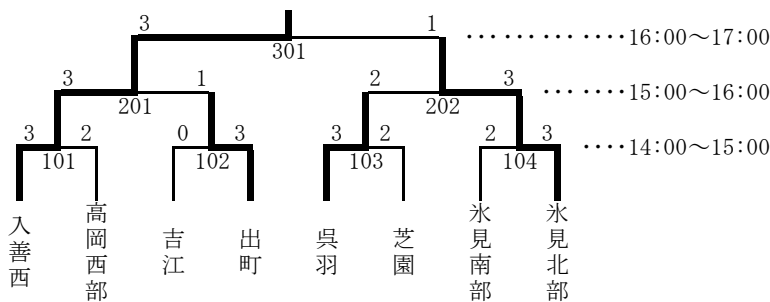 3 1
301 ……………16:00～17:00
3 1 2 3
201 202 ………15:00～16:00
3 2 0 3 3 2 2 3
101 102 103 104 ……14:00～15:00
入善西
高岡西部
吉江
出町
呉羽
芝園
氷見南部
氷見北部